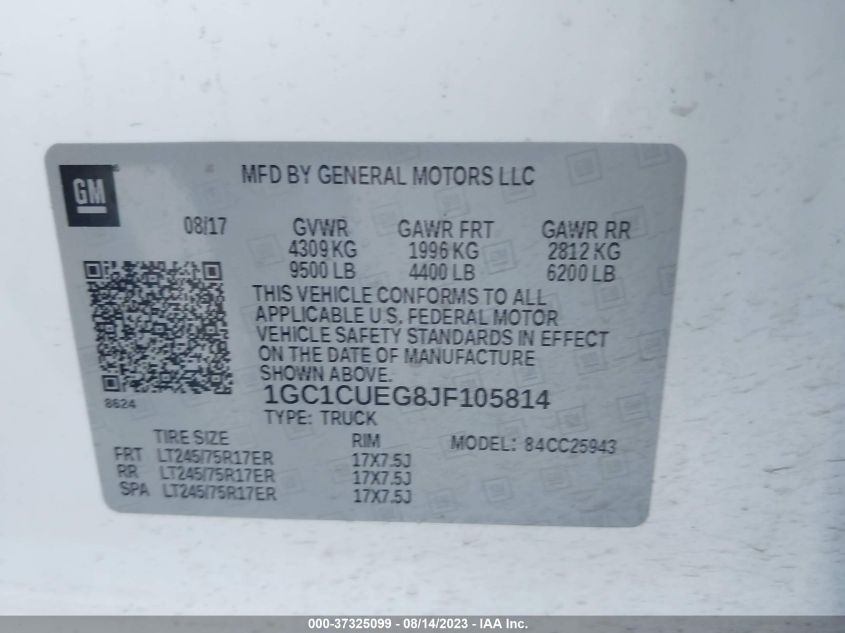 GM
MFD BY GENERAL MOTORS LLC
08/17 GVWR GAWR FRT GAWR RR
4309 KG 1996 KG 2812 KG
9500 LB 4400 LB 6200 LB
THIS VEHICLE CONFORMS TO ALL
APPLICABLE U.S. FEDERAL MOTOR
VEHICLE SAFETY STANDARDS IN EFFECT
ON THE DATE OF MANUFACTURE
SHOWN ABOVE.
8624
1GC1CUEG8JF105814
TYPE: TRUCK
TIRE SIZE RIM MODEL: 84CC25943
FRT LT245/75R17ER 17X7.5J
RR LT245/75R17ER 17X7.5J
SPA LT245/75R17ER 17X7.5J
000-37325099 - 08/14/2023 - IAA Inc.